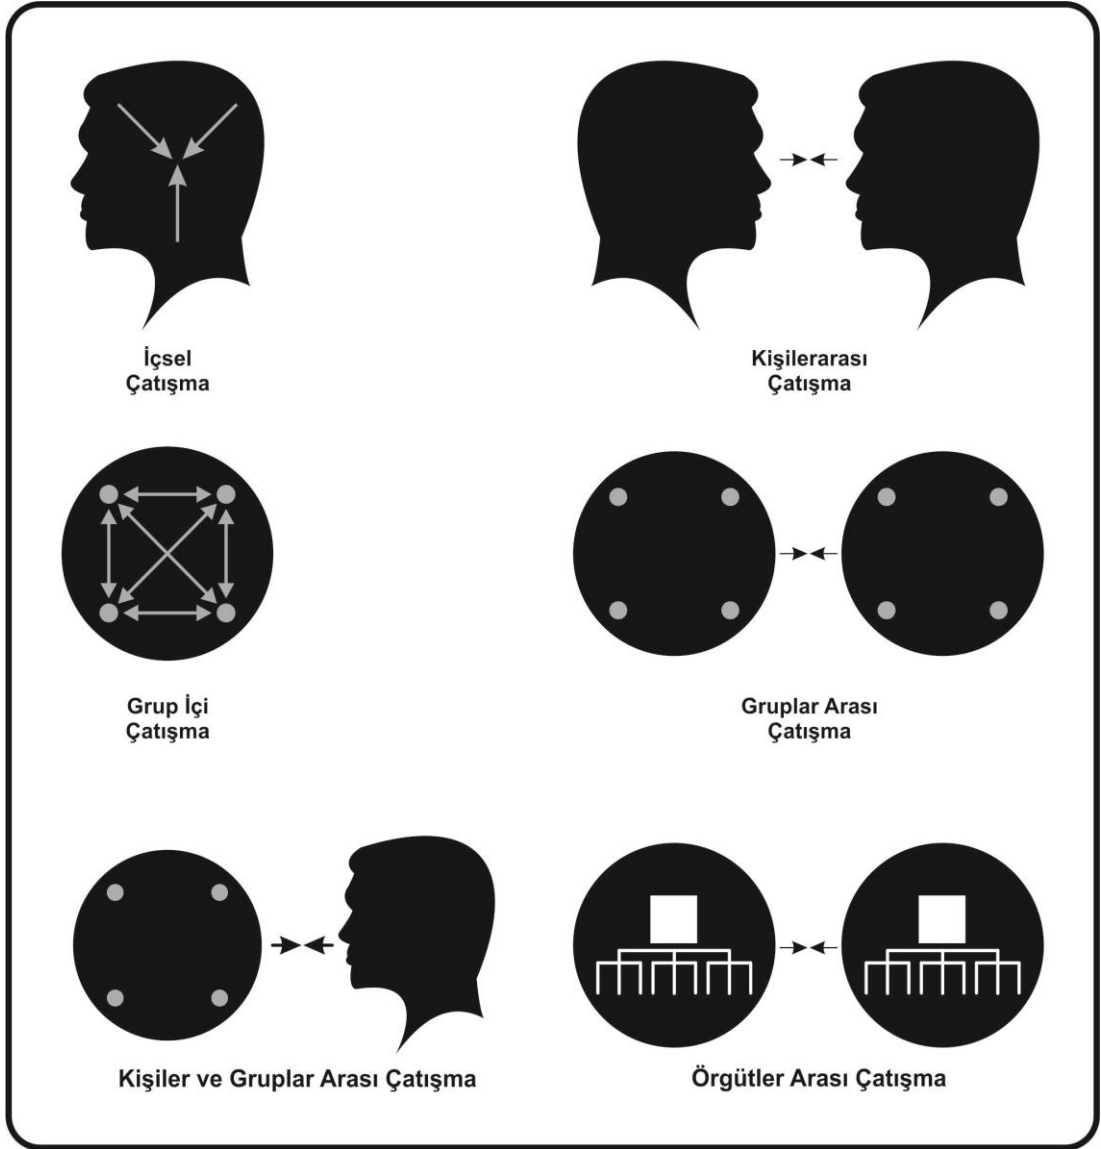 İçsel
Çatışma
Kişilerarası
Çatışma
Grup İçi
Çatışma
Gruplar Arası
Çatışma
Kişiler ve Gruplar Arası Çatışma
Örgütler Arası Çatışma